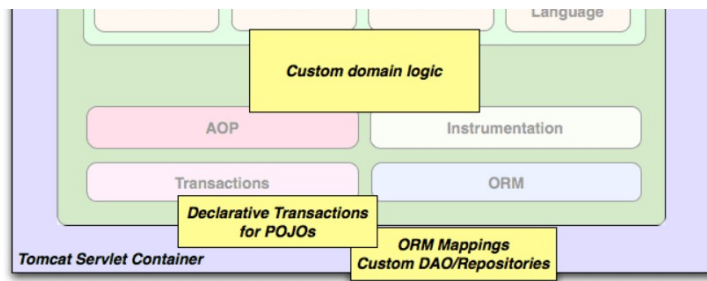 Language
Custom domain logic
AOP
Instrumentation
Transactions
ORM
Declarative Transactions
for POJOs
ORM Mappings
Custom DAO/Repositories
Tomcat Servlet Container